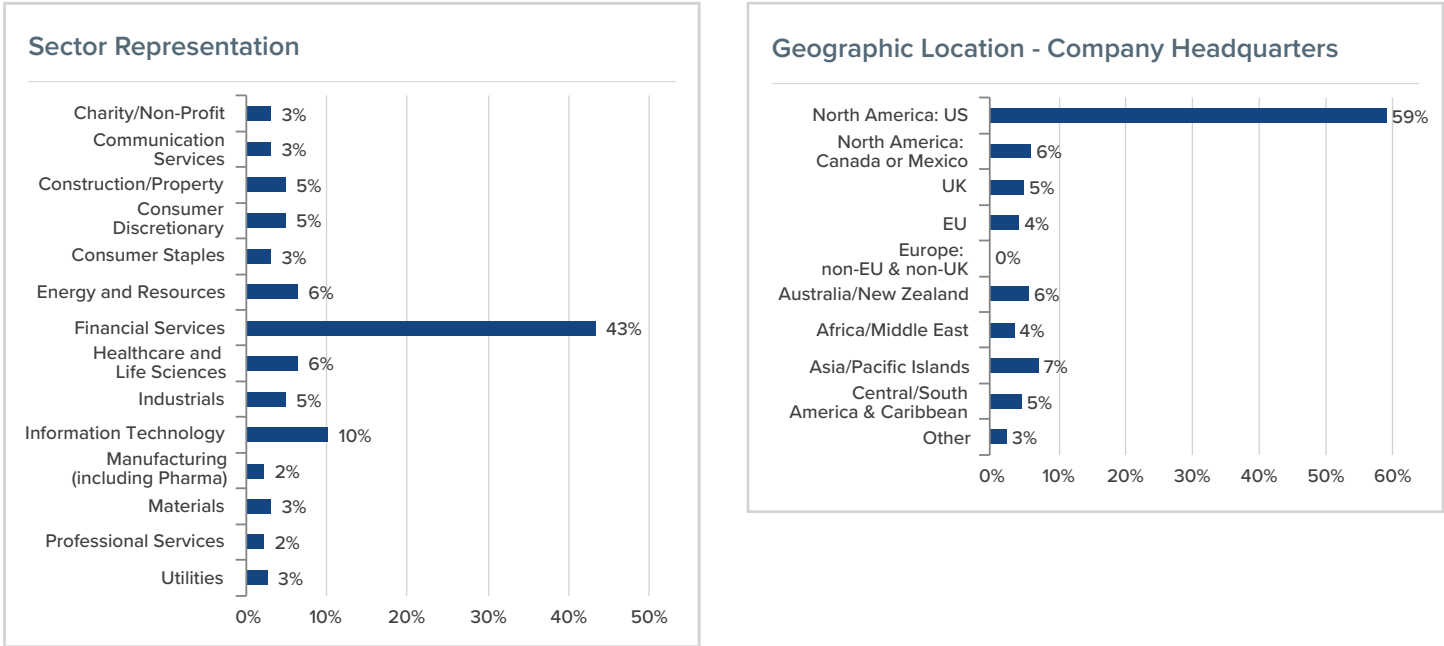 Sector Representation
Charity/Non-Profit 3%
Communication
Services 3%
Construction/Property 5%
Consumer
Discretionary 5%
Consumer Staples 3%
Energy and Resources 6%
Financial Services 43%
Healthcare and
Life Sciences 6%
Industrials 5%
Information Technology 10%
Manufacturing
(including Pharma) 2%
Materials 3%
Professional Services 2%
Utilities 3%
0% 10% 20% 30% 40% 50%
Geographic Location - Company Headquarters
North America: US 59%
North America:
Canada or Mexico 6%
UK 5%
EU 4%
Europe:
non-EU & non-UK 0%
Australia/New Zealand 6%
Africa/Middle East 4%
Asia/Pacific Islands 7%
Central/South
America & Caribbean 5%
Other 3%
0% 10% 20% 30% 40% 50% 60%